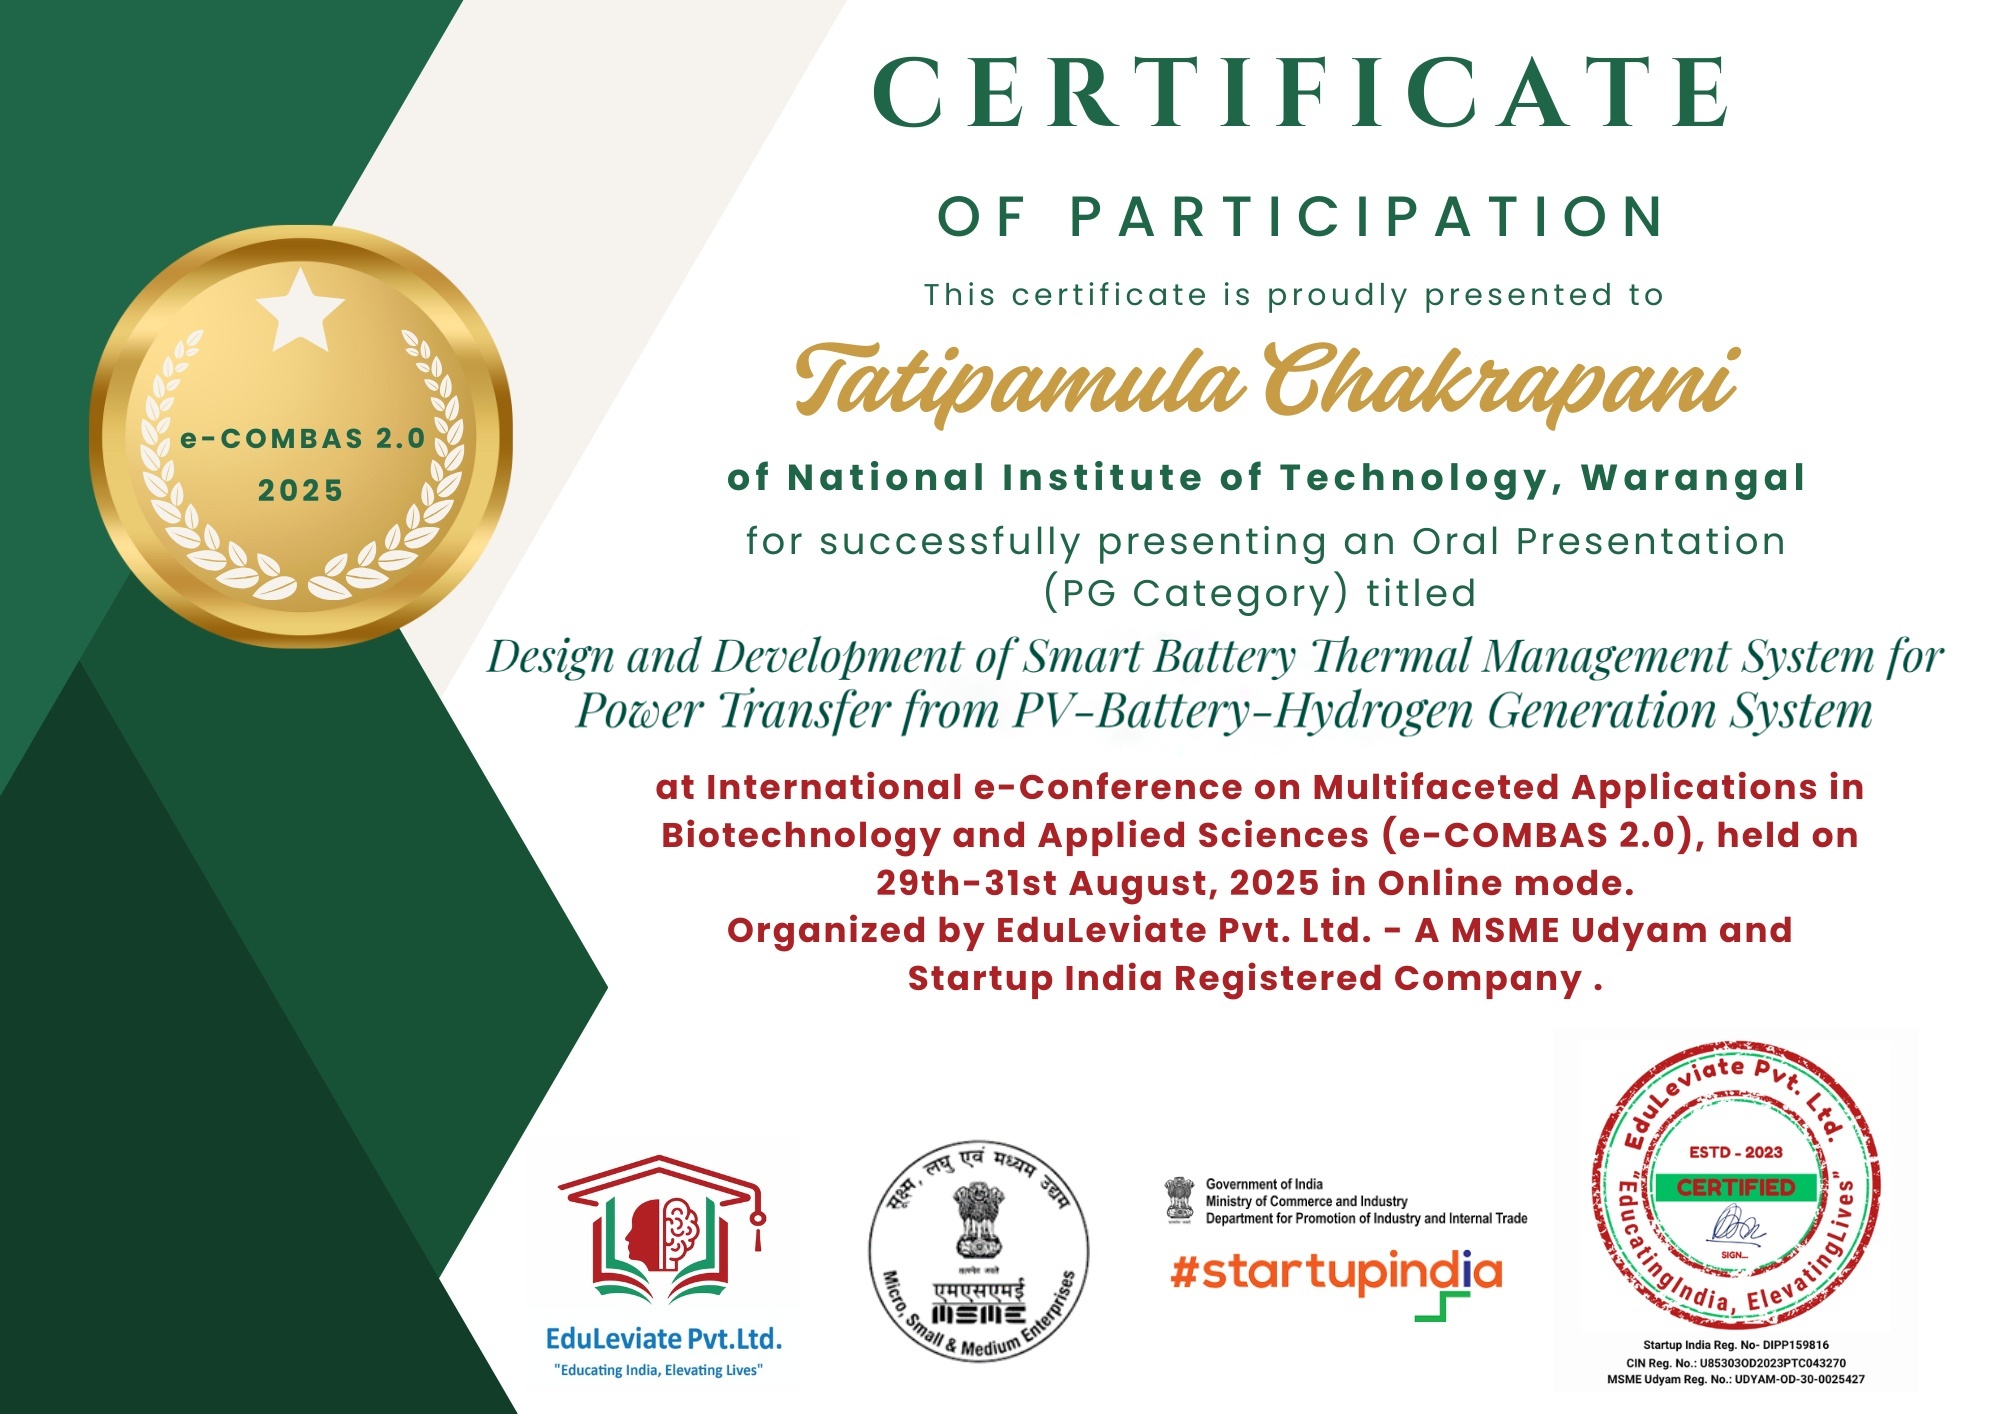 CERTIFICATE
OF PARTICIPATION
This certificate is proudly presented to
Tatipamula Chakrapani
of National Institute of Technology, Warangal
for successfully presenting an Oral Presentation
(PG Category) titled
Design and Development of Smart Battery Thermal Management System for
Power Transfer from PV-Battery-Hydrogen Generation System
at International e-Conference on Multifaceted Applications in
Biotechnology and Applied Sciences (e-COMBAS 2.0), held on
29th-31st August, 2025 in Online mode.
Organized by EduLeviate Pvt. Ltd. - A MSME Udyam and
Startup India Registered Company .
e-COMBAS 2.0
2025
EduLeviate Pvt.Ltd.
"Educating India, Elevating Lives"
सूक्ष्म, लघु एवं मध्यम उद्यम
सत्यमेव जयते
एमएसएमई
MSME
Micro, Small & Medium Enterprises
Government of India
Ministry of Commerce and Industry
Department for Promotion of Industry and Internal Trade
#startupindia
EduLeviate Pvt. Ltd.
ESTD - 2023
CERTIFIED
SIGN...
"EducatingIndia, ElevatingLives"
Startup India Reg. No- DIPP159816
CIN Reg. No.: U85303OD2023PTC043270
MSME Udyam Reg. No.: UDYAM-OD-30-0025427